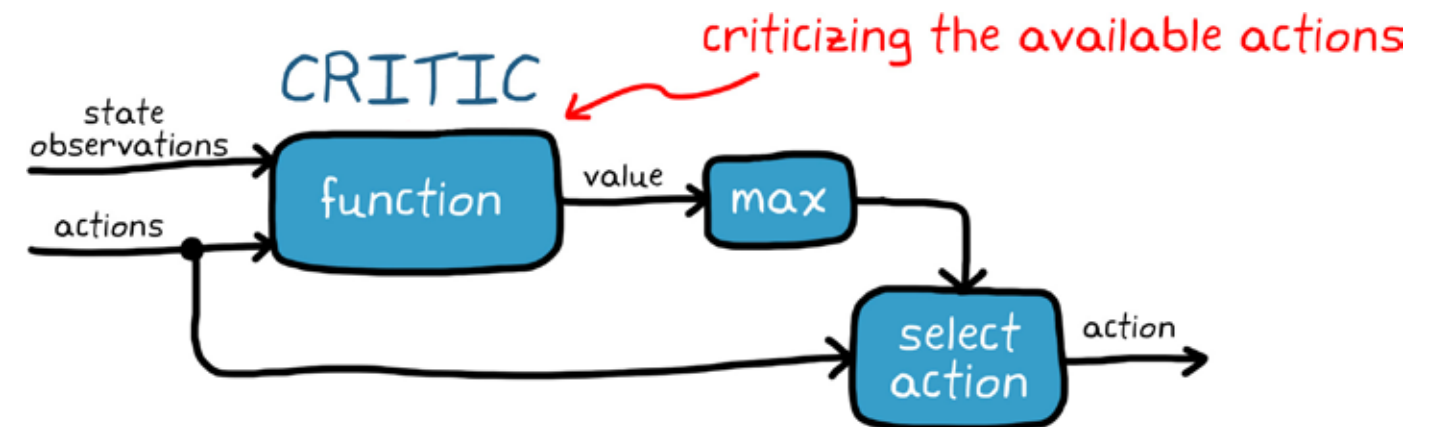 criticizing the available actions
CRITIC
state
observations
function
value
max
actions
select
action
action